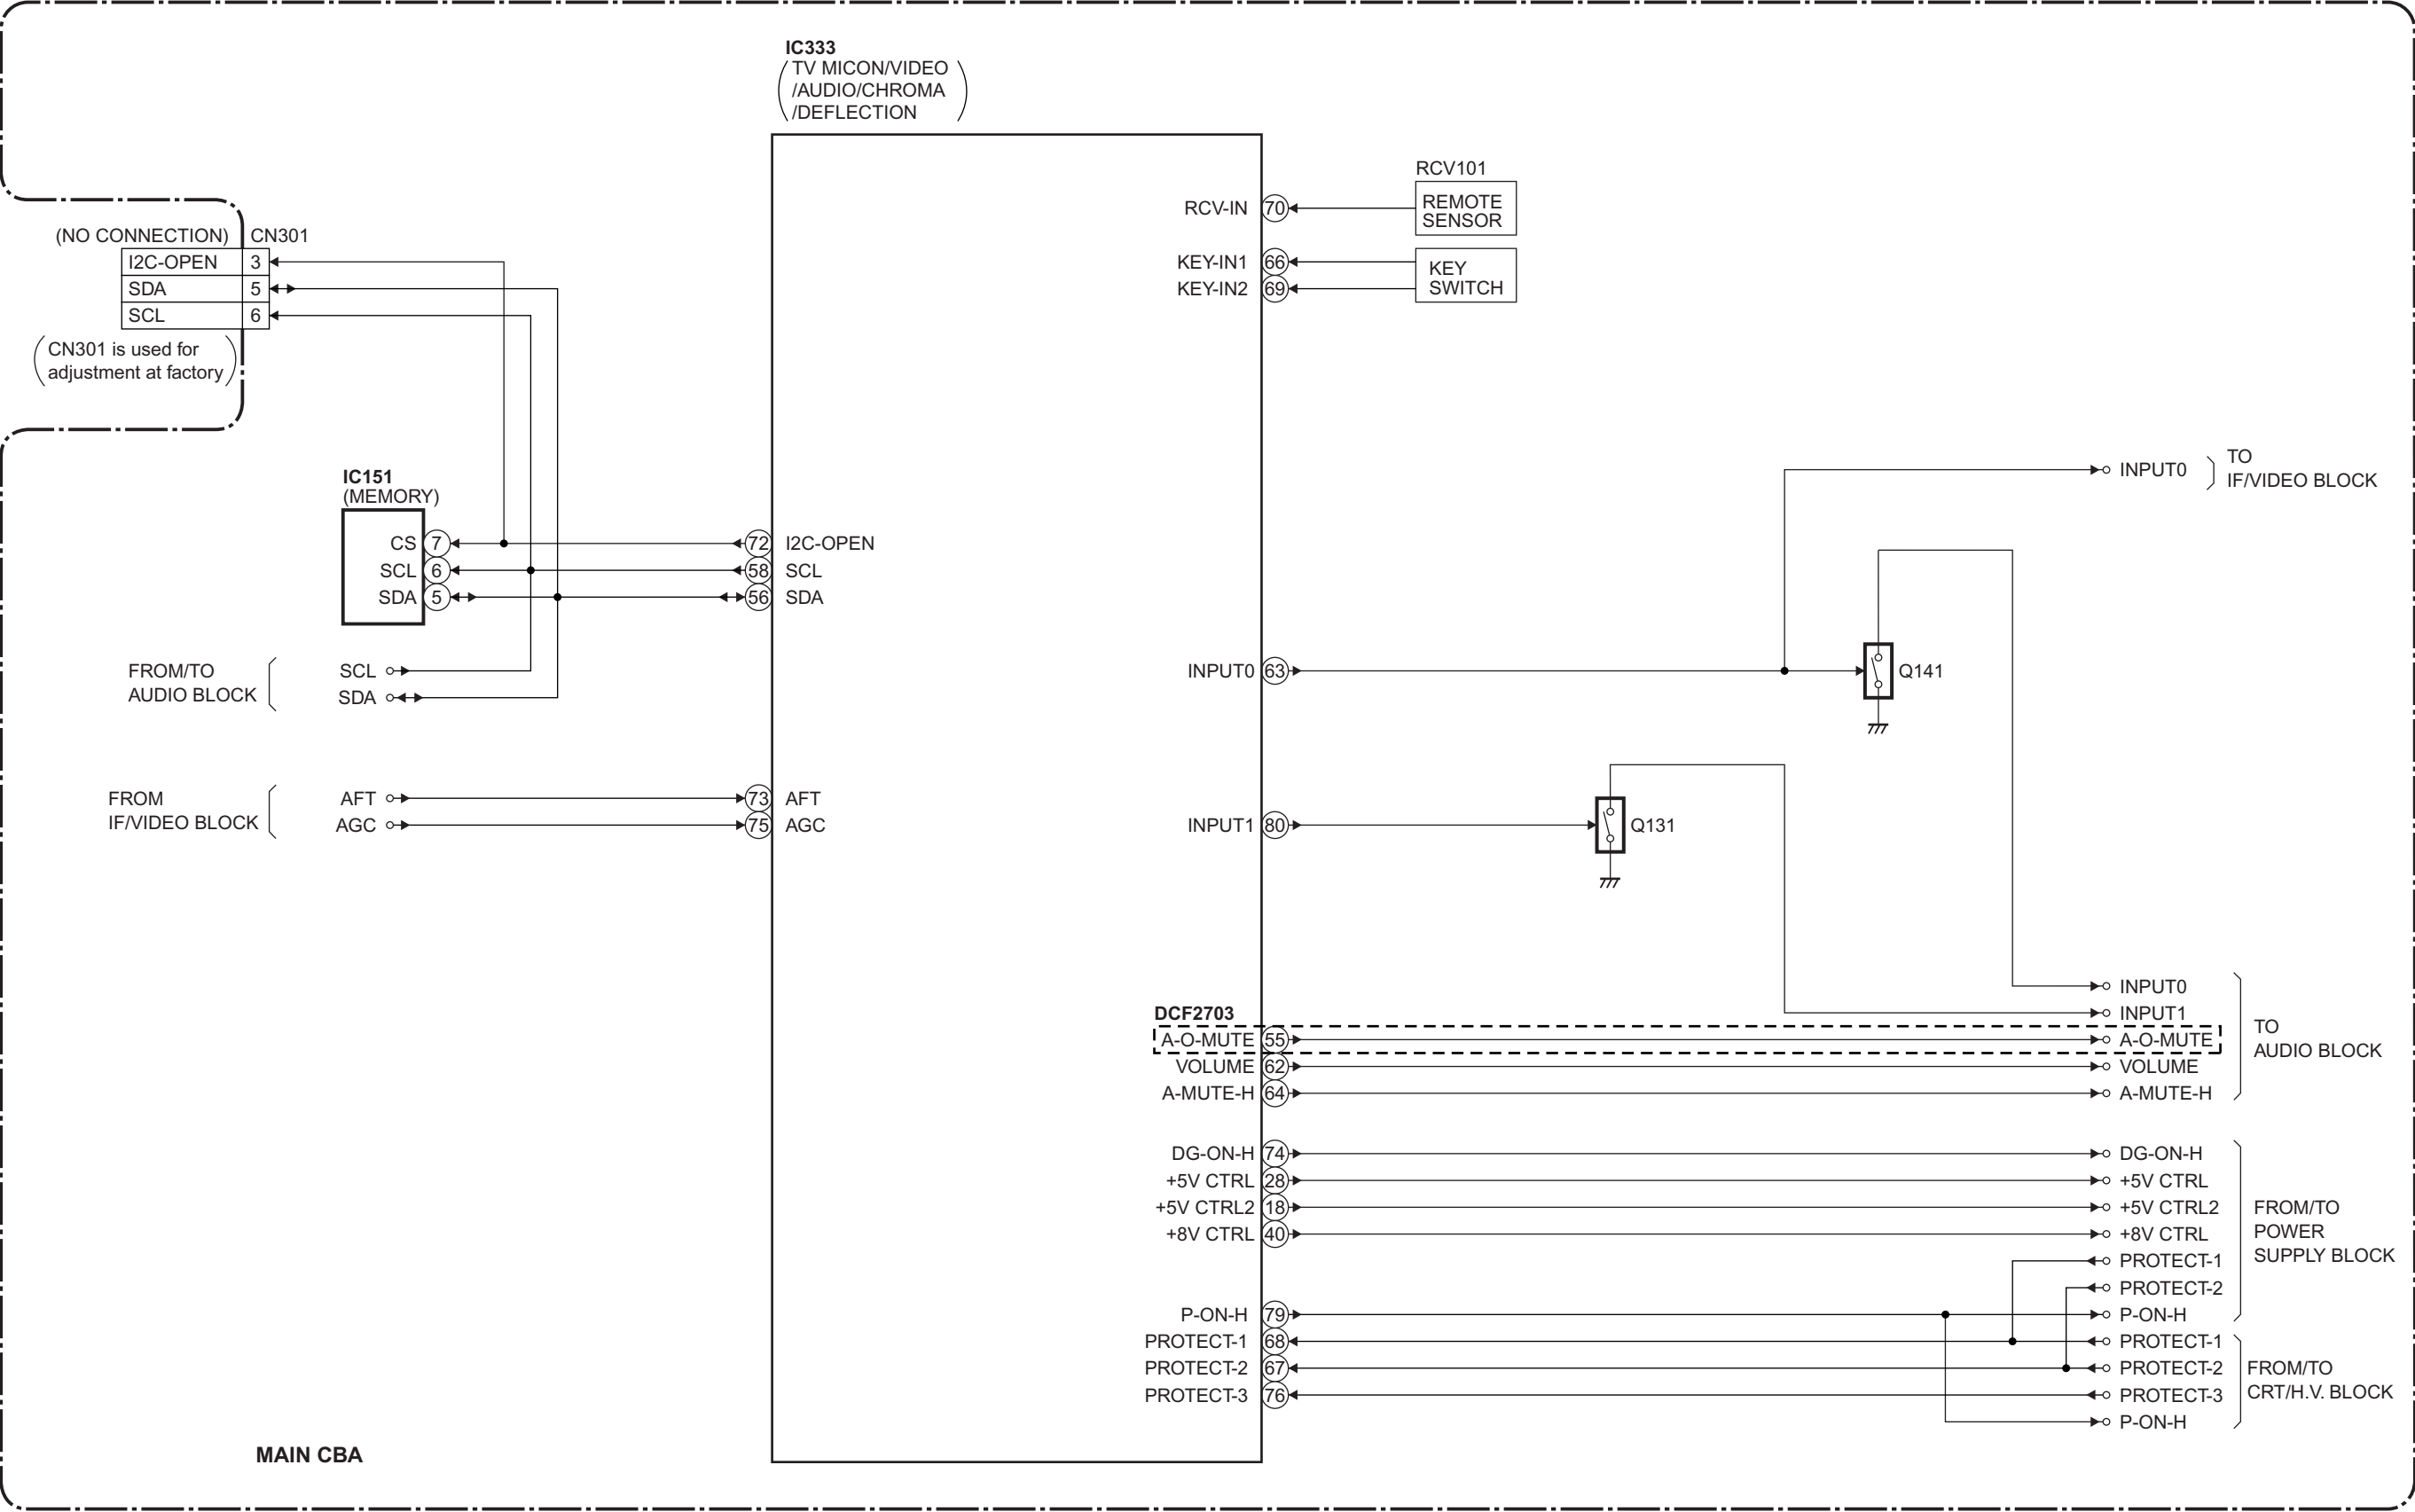 IC333
TV MICON/VIDEO
/AUDIO/CHROMA
/DEFLECTION
RCV101
REMOTE
SENSOR
RCV-IN 70
KEY-IN1 66
KEY-IN2 69
KEY
SWITCH
(NO CONNECTION) CN301
I2C-OPEN 3
SDA 5
SCL 6
(CN301 is used for
adjustment at factory)
IC151
(MEMORY)
CS 7
SCL 6
SDA 5
72 I2C-OPEN
58 SCL
56 SDA
FROM/TO
AUDIO BLOCK
SCL
SDA
FROM
IF/VIDEO BLOCK
AFT
AGC
73 AFT
75 AGC
INPUT0 TO
IF/VIDEO BLOCK
INPUT0 63
Q141
INPUT1 80
Q131
DCF2703
A-O-MUTE 55
VOLUME 62
A-MUTE-H 64
INPUT0
INPUT1
A-O-MUTE
VOLUME
A-MUTE-H
TO
AUDIO BLOCK
DG-ON-H 74
+5V CTRL 28
+5V CTRL2 18
+8V CTRL 40
P-ON-H 79
PROTECT-1 68
PROTECT-2 67
PROTECT-3 76
DG-ON-H
+5V CTRL
+5V CTRL2
+8V CTRL
PROTECT-1
PROTECT-2
P-ON-H
FROM/TO
POWER
SUPPLY BLOCK
PROTECT-1
PROTECT-2
PROTECT-3
P-ON-H
FROM/TO
CRT/H.V. BLOCK
MAIN CBA